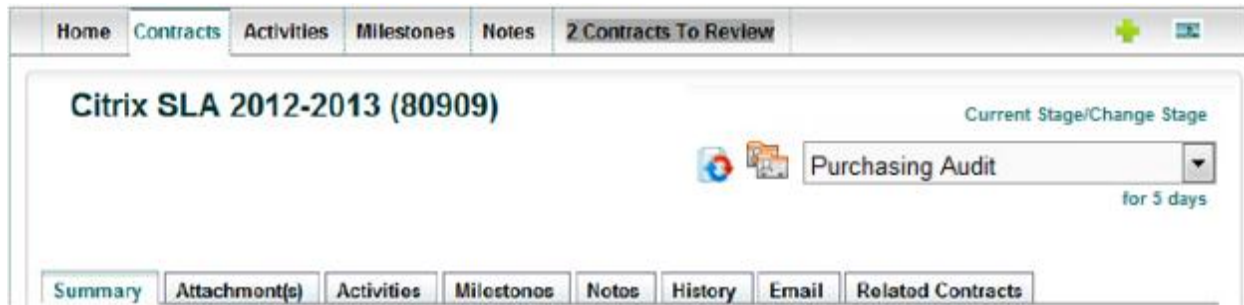 Home Contracts Activities Milestones Notes 2 Contracts To Review
Citrix SLA 2012-2013 (80909)
Current Stage/Change Stage
Purchasing Audit
for 5 days
Summary Attachment(s) Activities Milestones Notes History Email Related Contracts